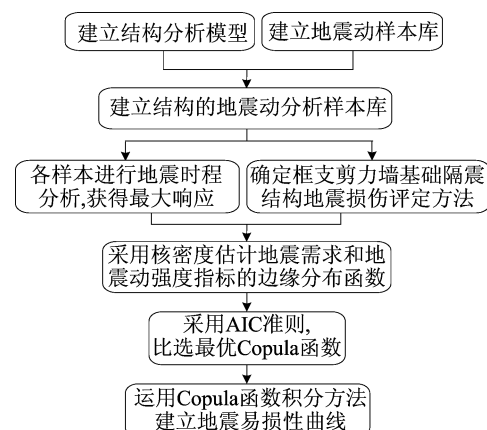 建立结构分析模型
建立地震动样本库
建立结构的地震动分析样本库
各样本进行地震时程
分析,获得最大响应
确定框支剪力墙基础隔震
结构地震损伤评定方法
采用核密度估计地震需求和地
震动强度指标的边缘分布函数
采用AIC准则,
比选最优Copula函数
运用Copula函数积分方法
建立地震易损性曲线